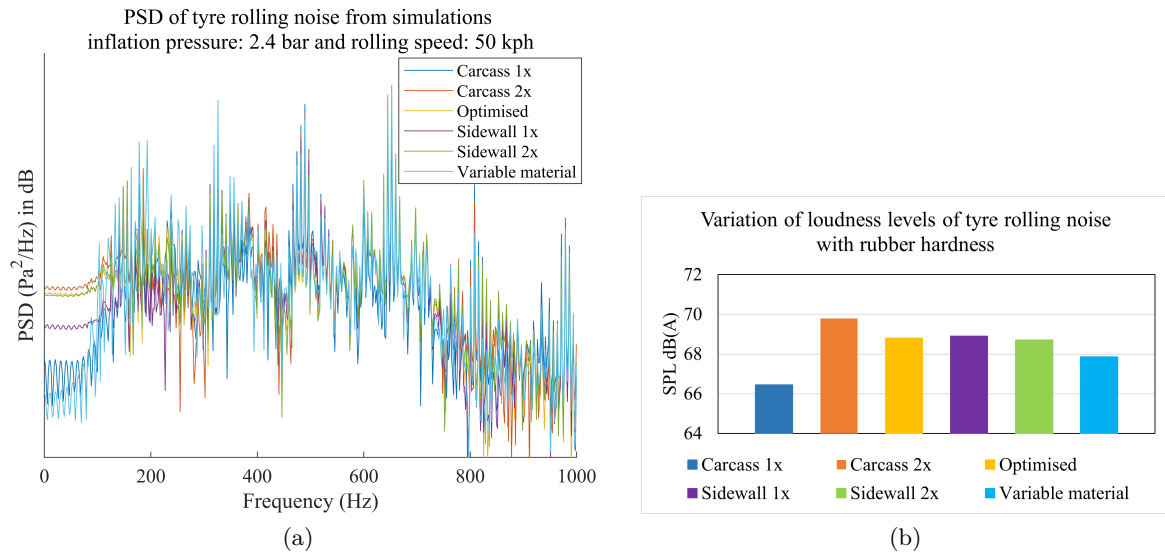 PSD of tyre rolling noise from simulations
inflation pressure: 2.4 bar and rolling speed: 50 kph
Carcass 1x
Carcass 2x
Optimised
Sidewall 1x
Sidewall 2x
Variable material
PSD (Pa²/Hz) in dB
0 200 400 600 800 1000
Frequency (Hz)
(a)
Variation of loudness levels of tyre rolling noise
with rubber hardness
72
70
68
66
64
SPL dB(A)
Carcass 1x Carcass 2x Optimised
Sidewall 1x Sidewall 2x Variable material
(b)